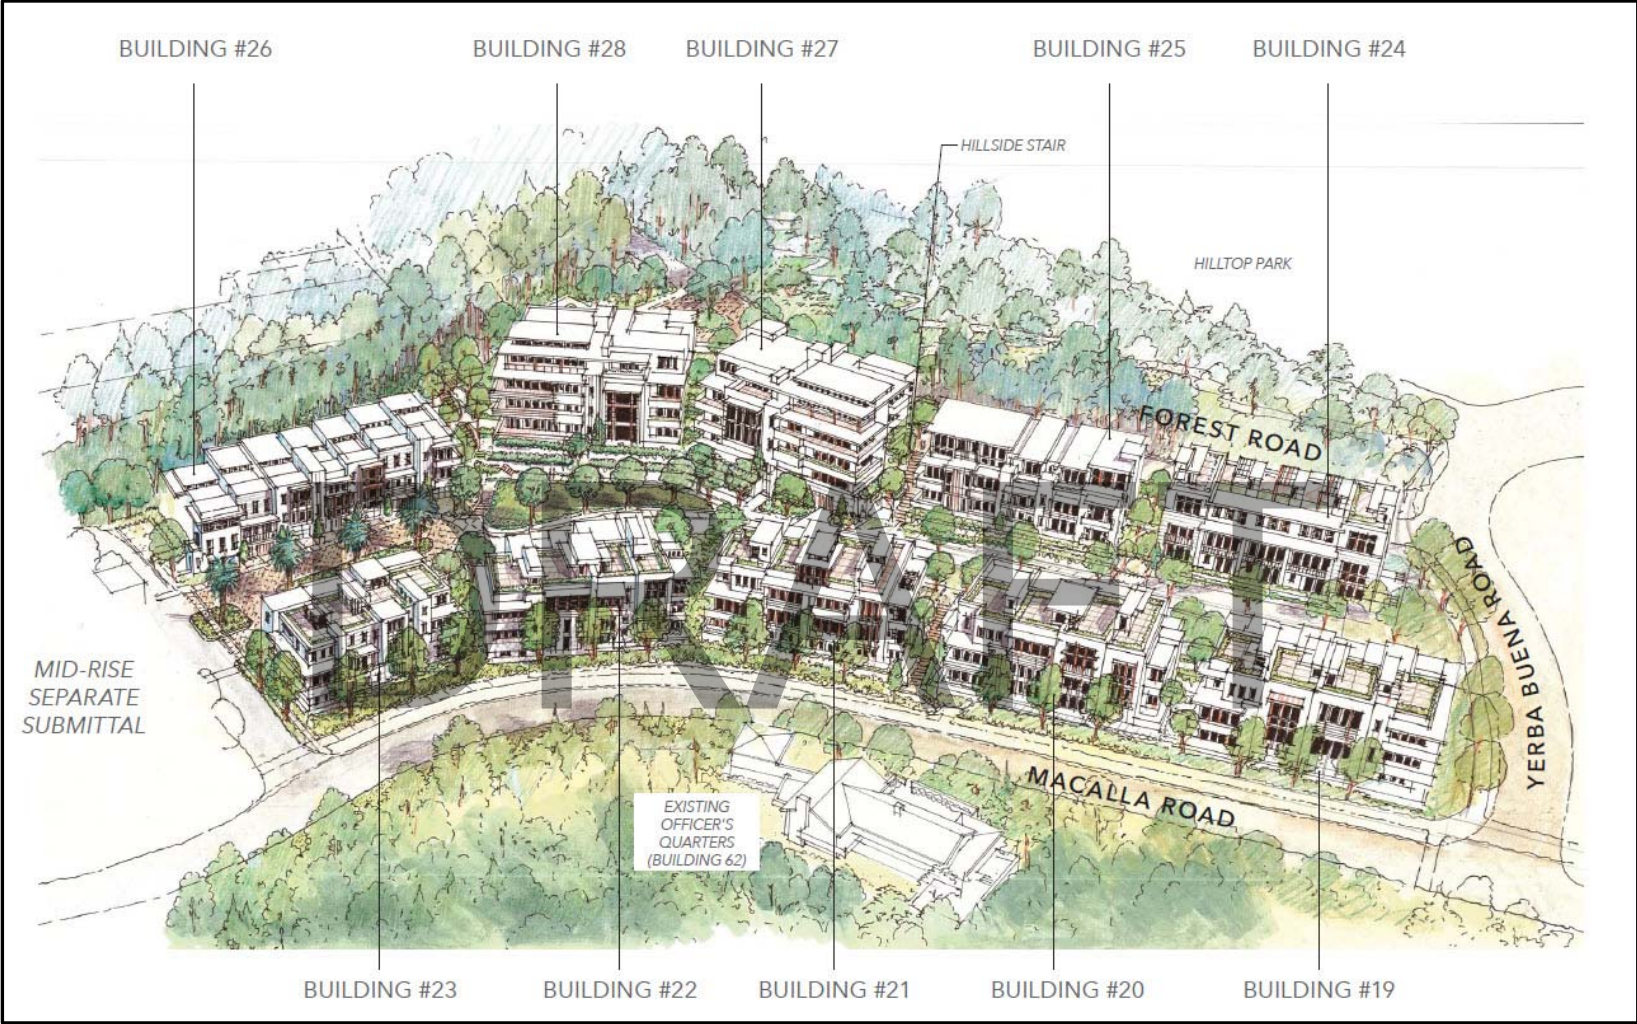 BUILDING #26
BUILDING #28
BUILDING #27
BUILDING #25
BUILDING #24
HILLSIDE STAIR
HILLTOP PARK
FOREST ROAD
YERBA BUENA ROAD
MID-RISE
SEPARATE
SUBMITTAL
DRAFT
MACALLA ROAD
EXISTING
OFFICER'S
QUARTERS
(BUILDING 62)
BUILDING #23
BUILDING #22
BUILDING #21
BUILDING #20
BUILDING #19